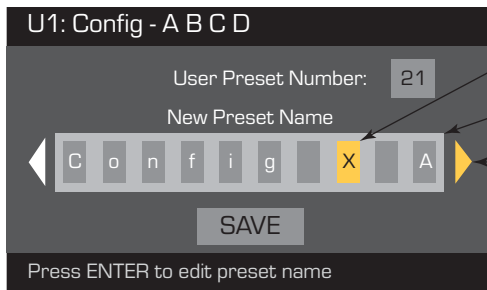 U1: Config - A B C D
User Preset Number: 21
New Preset Name
C o n f i g X A
SAVE
Press ENTER to edit preset name